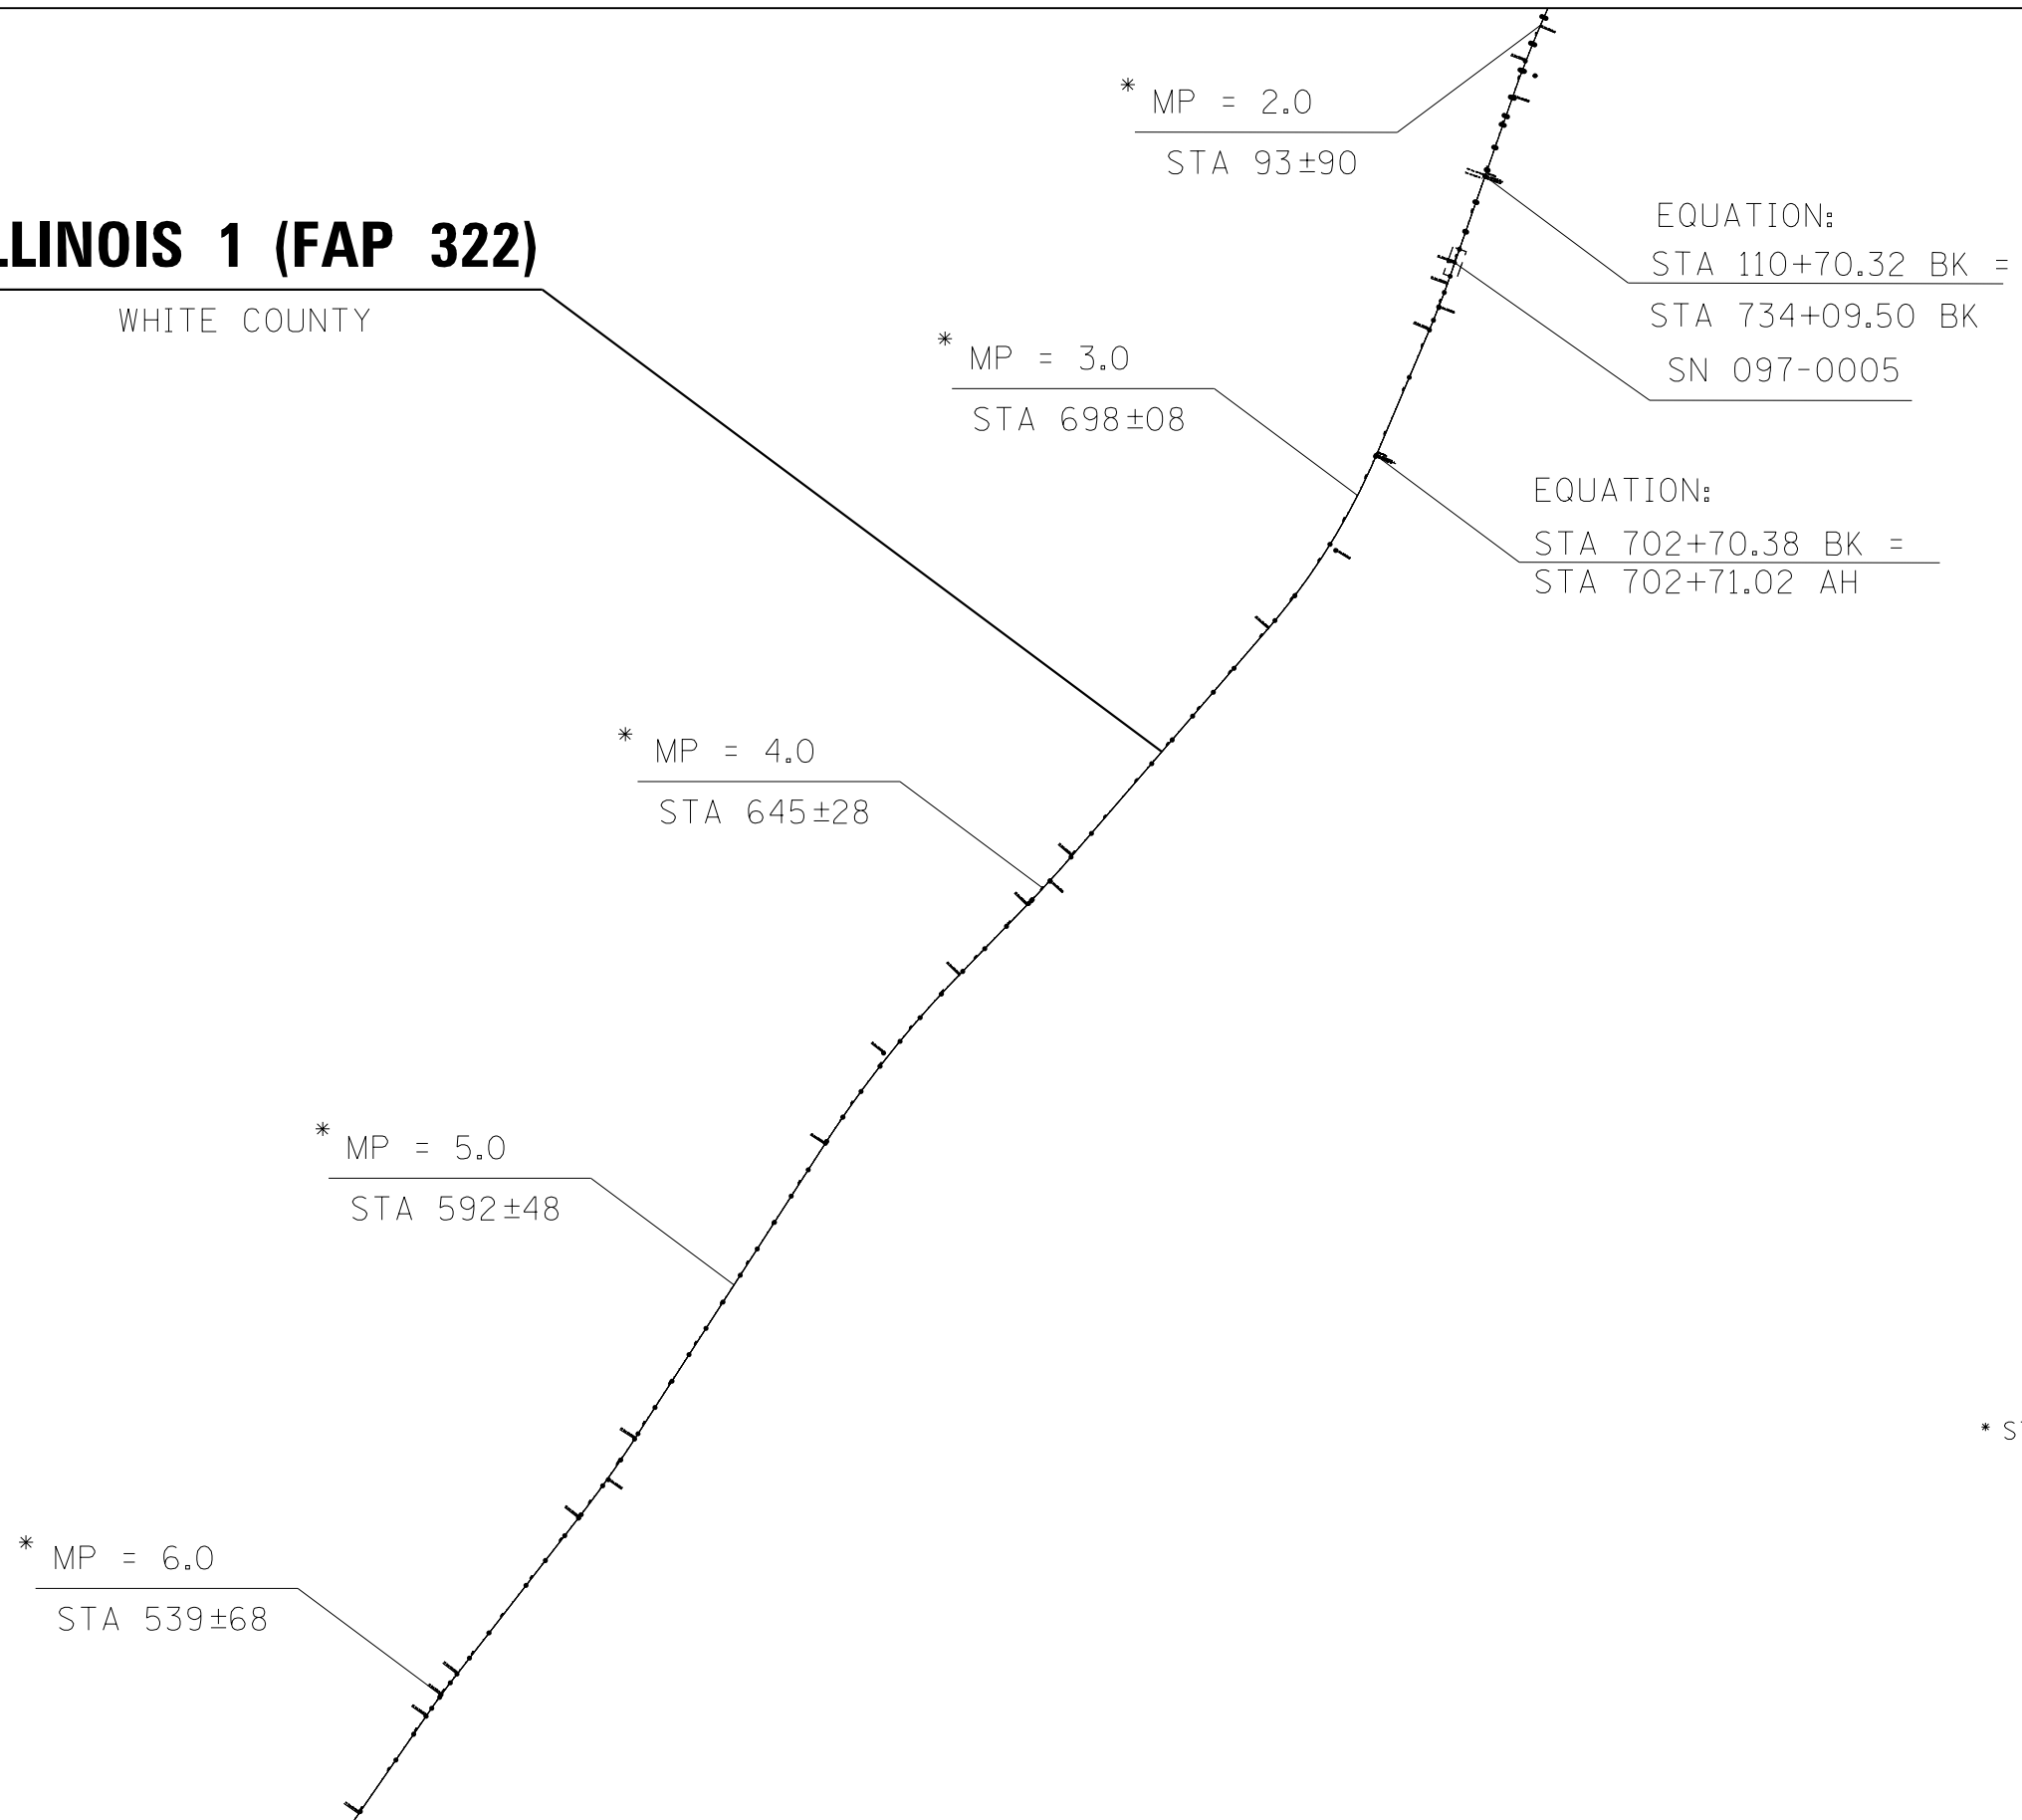 * MP = 2.0
STA 93±90
EQUATION:
STA 110+70.32 BK =
STA 734+09.50 BK
SN 097-0005
LLINOIS 1 (FAP 322)
WHITE COUNTY
* MP = 3.0
STA 698±08
EQUATION:
STA 702+70.38 BK =
STA 702+71.02 AH
* MP = 4.0
STA 645±28
* MP = 5.0
STA 592±48
* MP = 6.0
STA 539±68